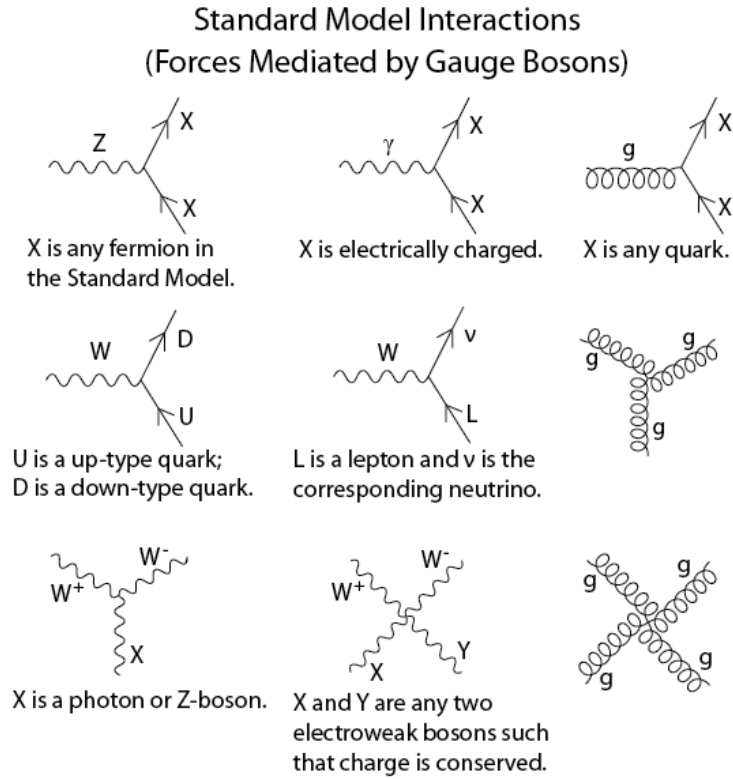 Standard Model Interactions
(Forces Mediated by Gauge Bosons)
Z
X
X
X is any fermion in
the Standard Model.
γ
X
X
X is electrically charged.
g
X
X
X is any quark.
W
D
U
U is a up-type quark;
D is a down-type quark.
W
ν
L
L is a lepton and ν is the
corresponding neutrino.
g
g
g
W⁺
W⁻
X
X is a photon or Z-boson.
W⁺
W⁻
X
Y
X and Y are any two
electroweak bosons such
that charge is conserved.
g
g
g
g